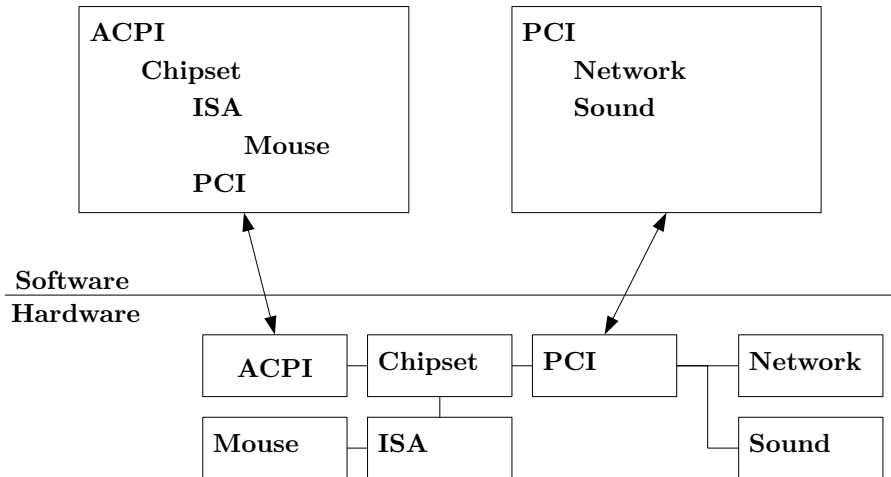 ACPI
Chipset
ISA
Mouse
PCI
PCI
Network
Sound
Software
Hardware
ACPI
Chipset
PCI
Network
Mouse
ISA
Sound